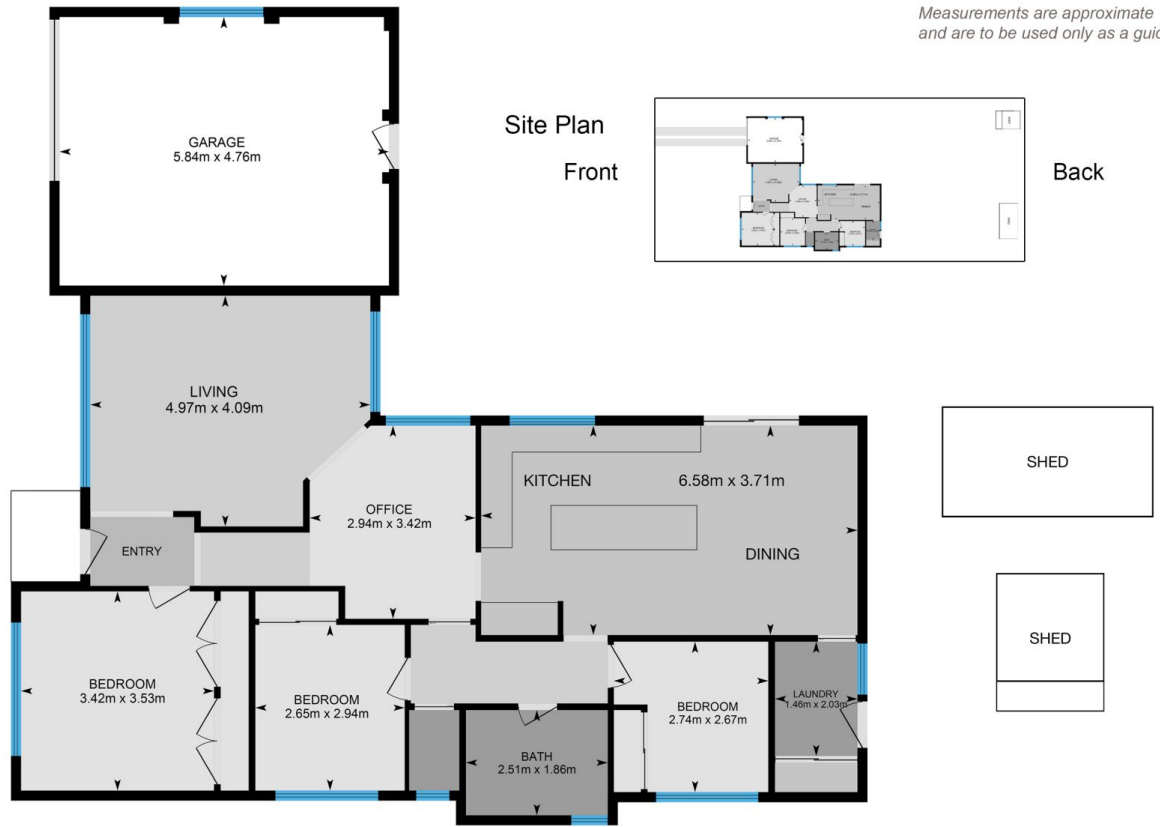 Measurements are approximate
and are to be used only as a guid
Site Plan
Front
Back
GARAGE
5.84m x 4.76m
LIVING
4.97m x 4.09m
KITCHEN
6.58m x 3.71m
DINING
OFFICE
2.94m x 3.42m
ENTRY
BEDROOM
3.42m x 3.53m
BEDROOM
2.65m x 2.94m
BATH
2.51m x 1.86m
BEDROOM
2.74m x 2.67m
LAUNDRY
1.46m x 2.03m
SHED
SHED